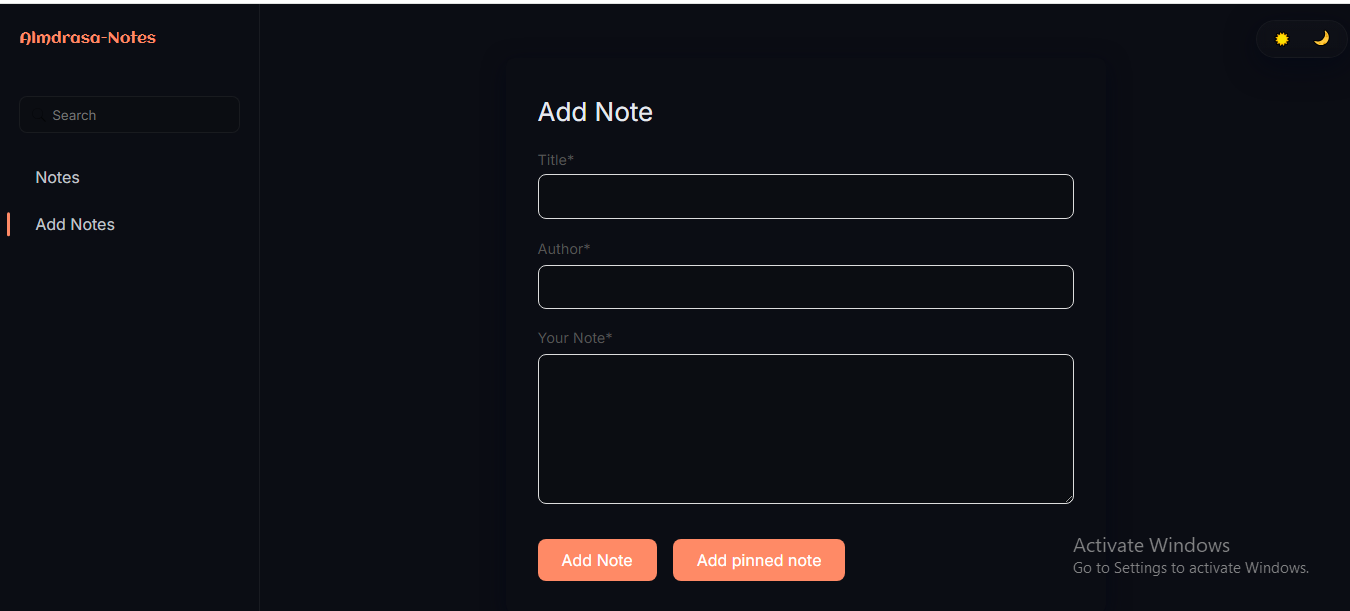 Almdrasa-Notes
Search
Notes
Add Notes
Add Note
Title*
Author*
Your Note*
Add Note
Add pinned note
Activate Windows
Go to Settings to activate Windows.